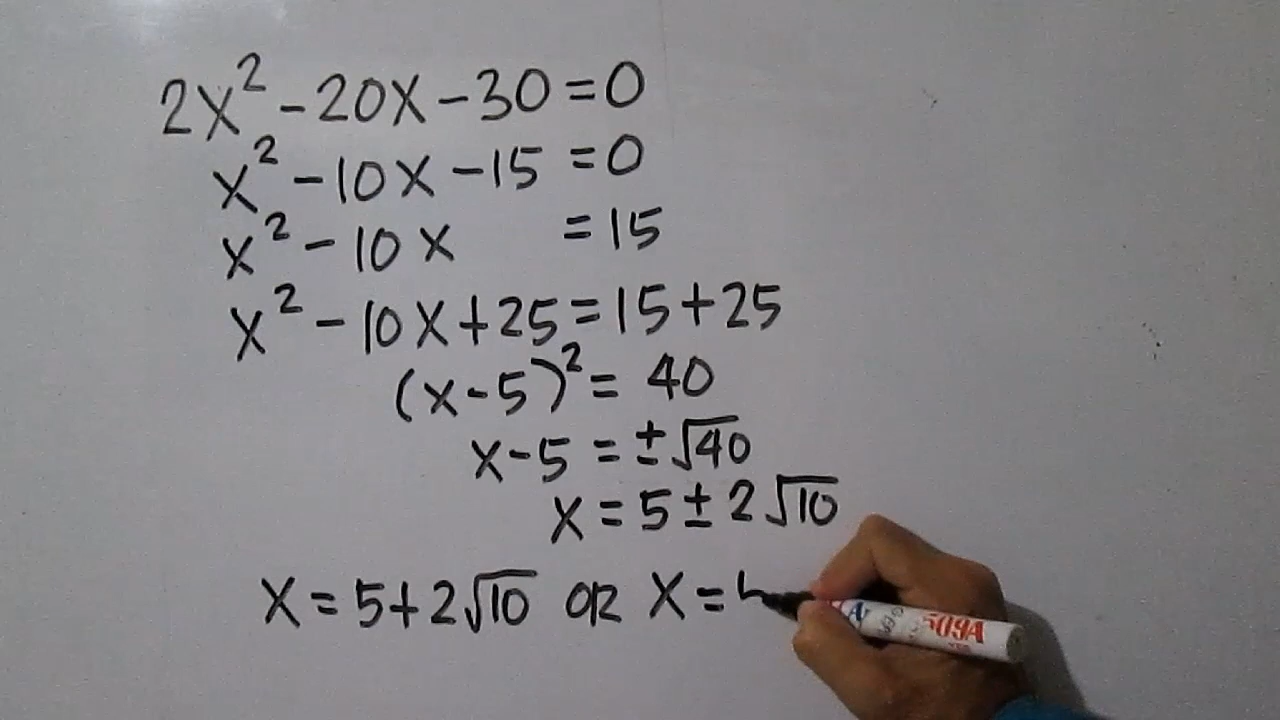 2x² - 20x - 30 = 0
x² - 10x - 15 = 0
x² - 10x = 15
x² - 10x + 25 = 15 + 25
(x - 5)² = 40
x - 5 = ± √40
x = 5 ± 2√10
x = 5 + 2√10 OR x =
509A